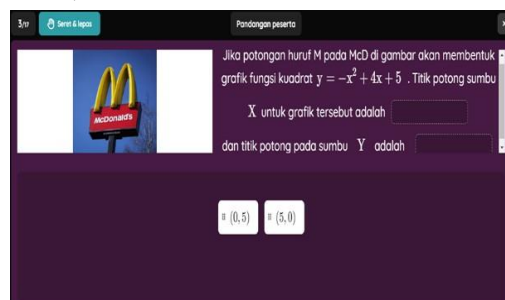 3/17 Seret & lepas Pandangan peserta
Jika potongan huruf M pada McD di gambar akan membentuk
grafik fungsi kuadrat y = −x² + 4x + 5 . Titik potong sumbu
X untuk grafik tersebut adalah
dan titik potong pada sumbu Y adalah
McDonald's
(0, 5) (5, 0)